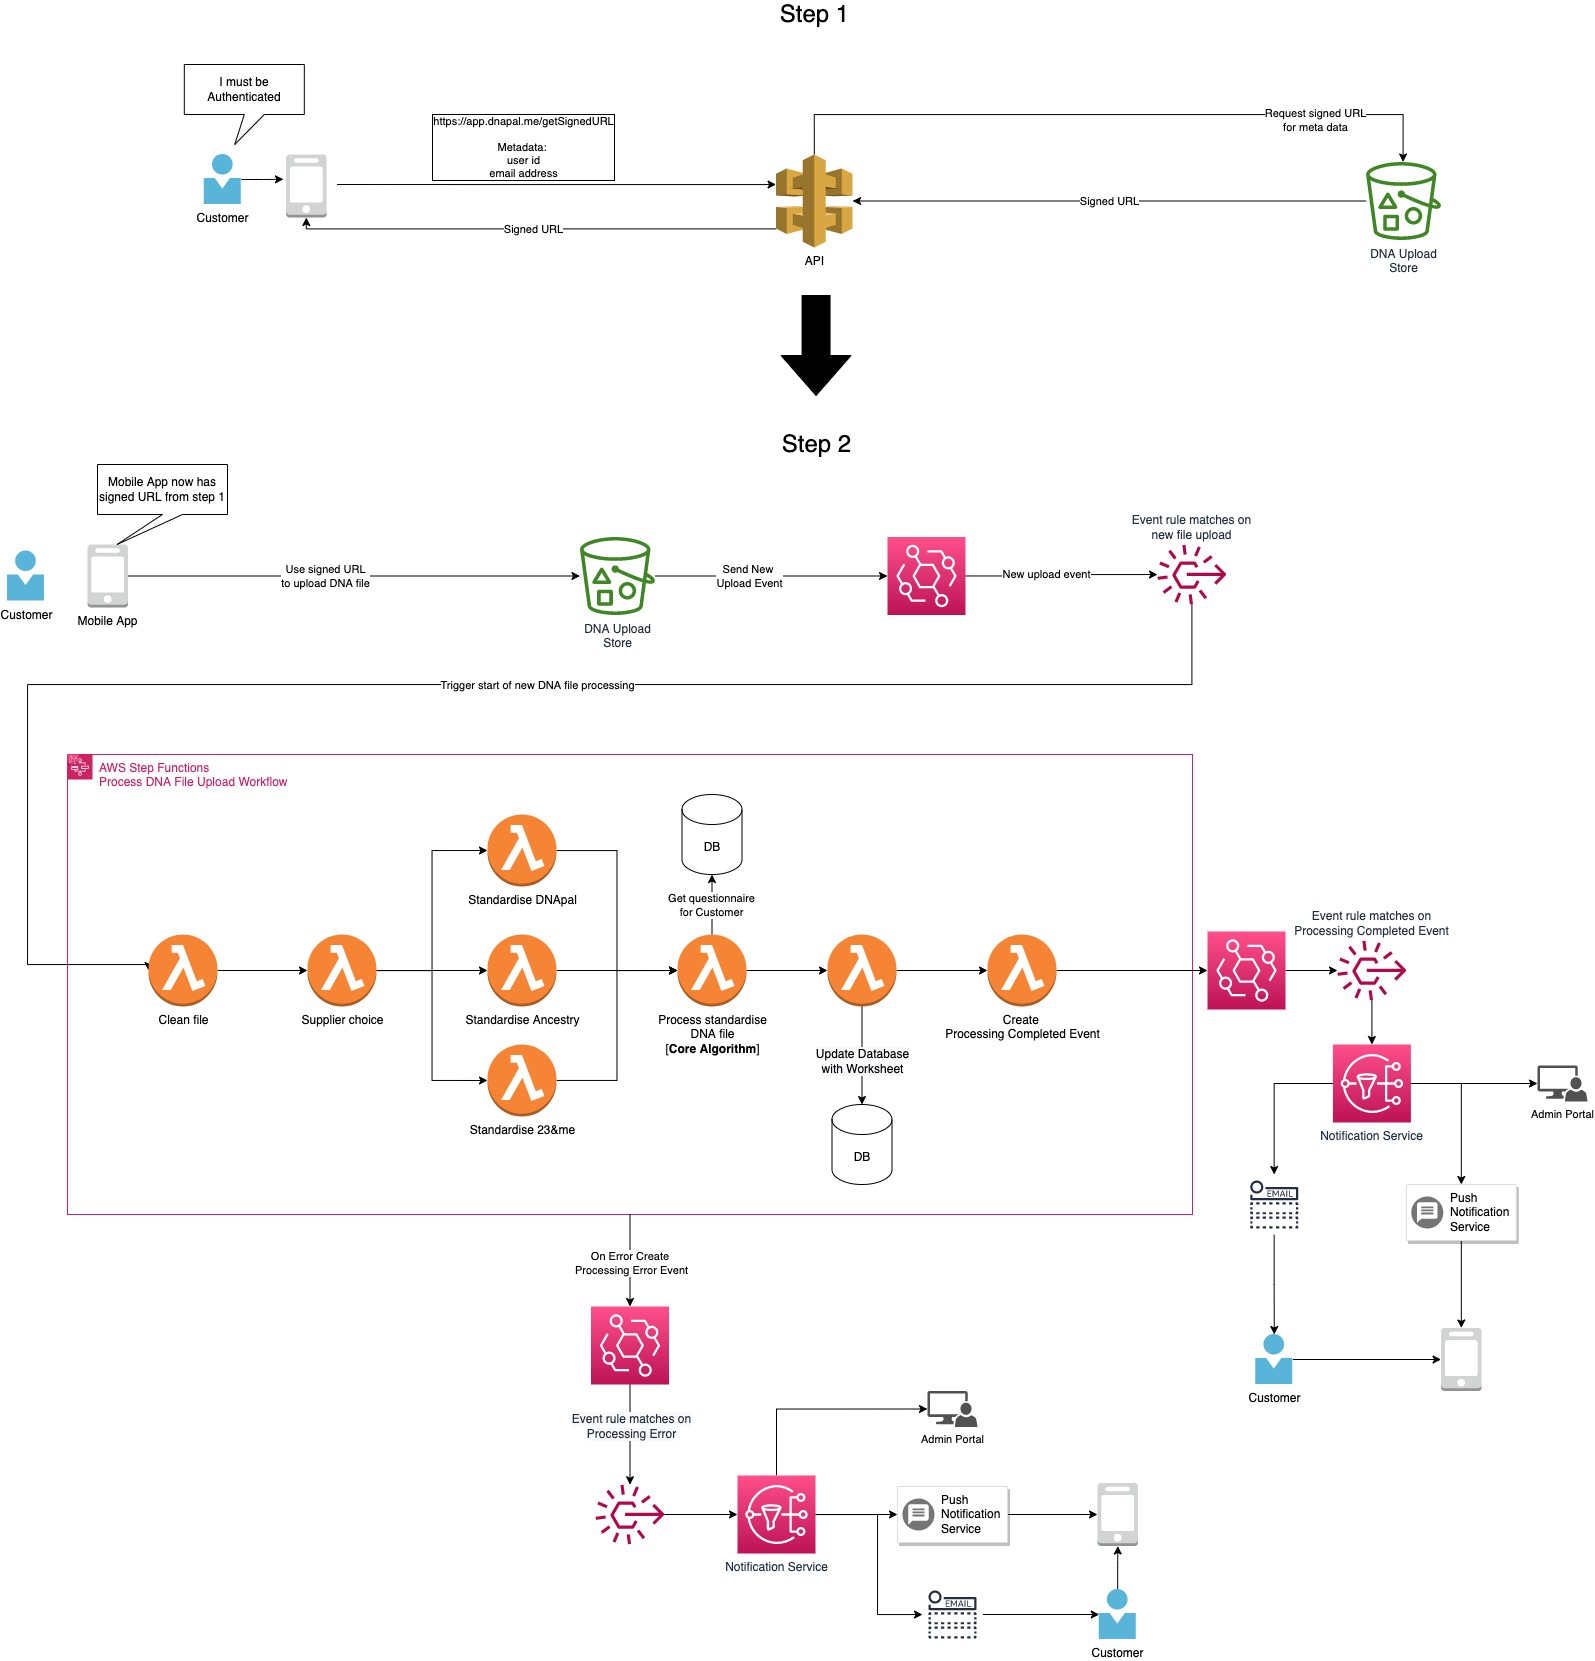 Step 1
I must be
Authenticated
https://app.dnapal.me/getSignedURL
Metadata:
user id
email address
Request signed URL
for meta data
Customer
Signed URL
Signed URL
API
DNA Upload
Store
Step 2
Mobile App now has
signed URL from step 1
Customer
Mobile App
Use signed URL
to upload DNA file
DNA Upload
Store
Send New
Upload Event
New upload event
Event rule matches on
new file upload
Trigger start of new DNA file processing
AWS Step Functions
Process DNA File Upload Workflow
Clean file
Supplier choice
Standardise DNApal
Standardise Ancestry
Standardise 23&me
DB
Get questionnaire
for Customer
Process standardise
DNA file
[Core Algorithm]
Update Database
with Worksheet
DB
Create
Processing Completed Event
Event rule matches on
Processing Completed Event
Notification Service
Admin Portal
EMAIL
Push
Notification
Service
Customer
On Error Create
Processing Error Event
Event rule matches on
Processing Error
Notification Service
Admin Portal
Push
Notification
Service
EMAIL
Customer